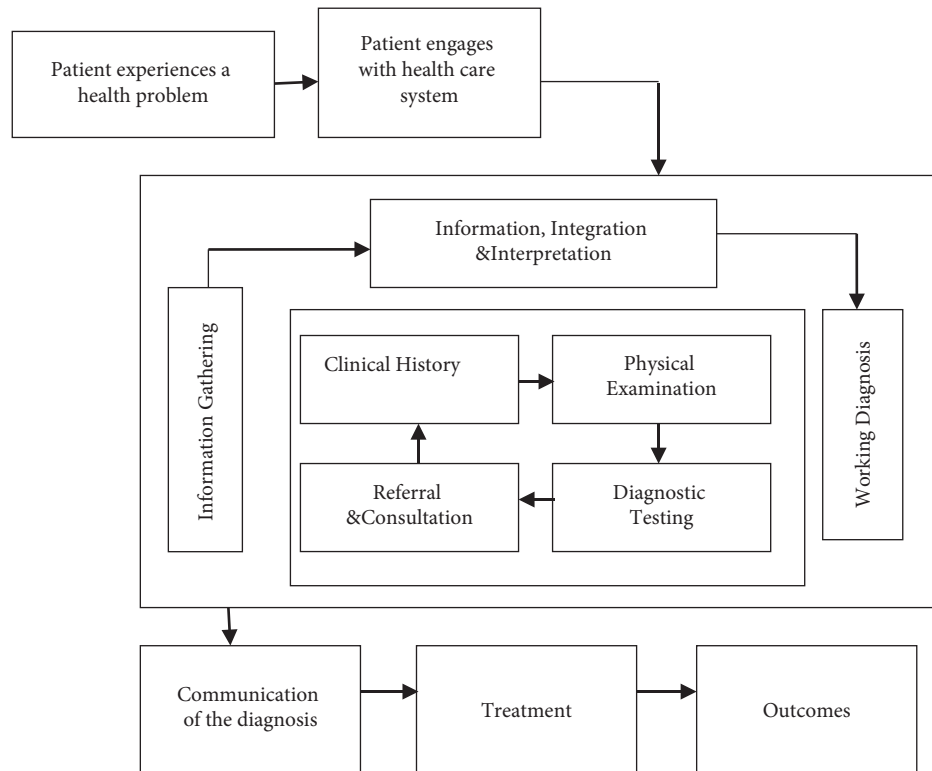 Patient experiences a
health problem
Patient engages
with health care
system
Information, Integration
&Interpretation
Information Gathering
Clinical History
Physical
Examination
Working Diagnosis
Referral
&Consultation
Diagnostic
Testing
Communication
of the diagnosis
Treatment
Outcomes